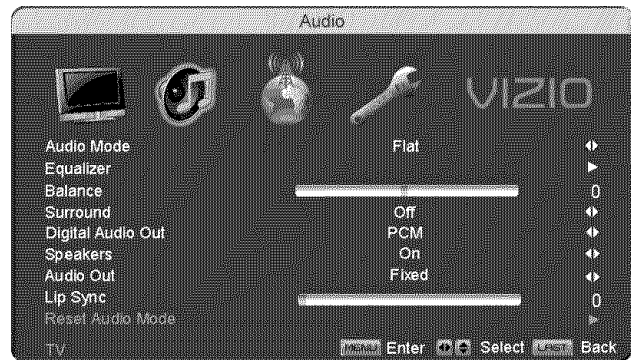 Audio
VIZIO
Audio Mode Flat
Equalizer
Balance 0
Surround Off
Digital Audio Out PCM
Speakers On
Audio Out Fixed
Lip Sync 0
Reset Audio Mode
TV MENU Enter Select LAST Back